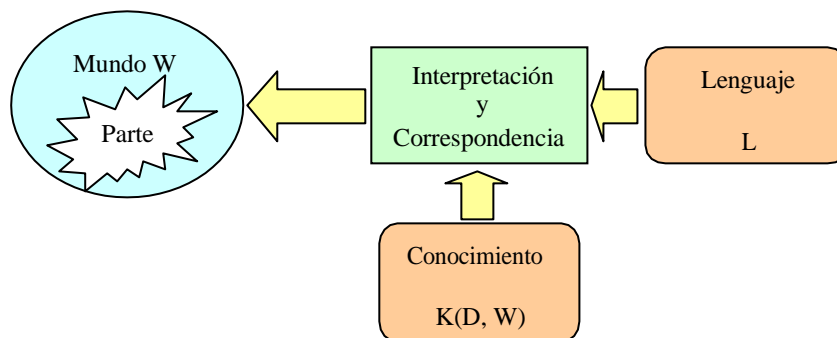 Mundo W
Parte
Interpretación
y
Correspondencia
Lenguaje
L
Conocimiento
K(D, W)